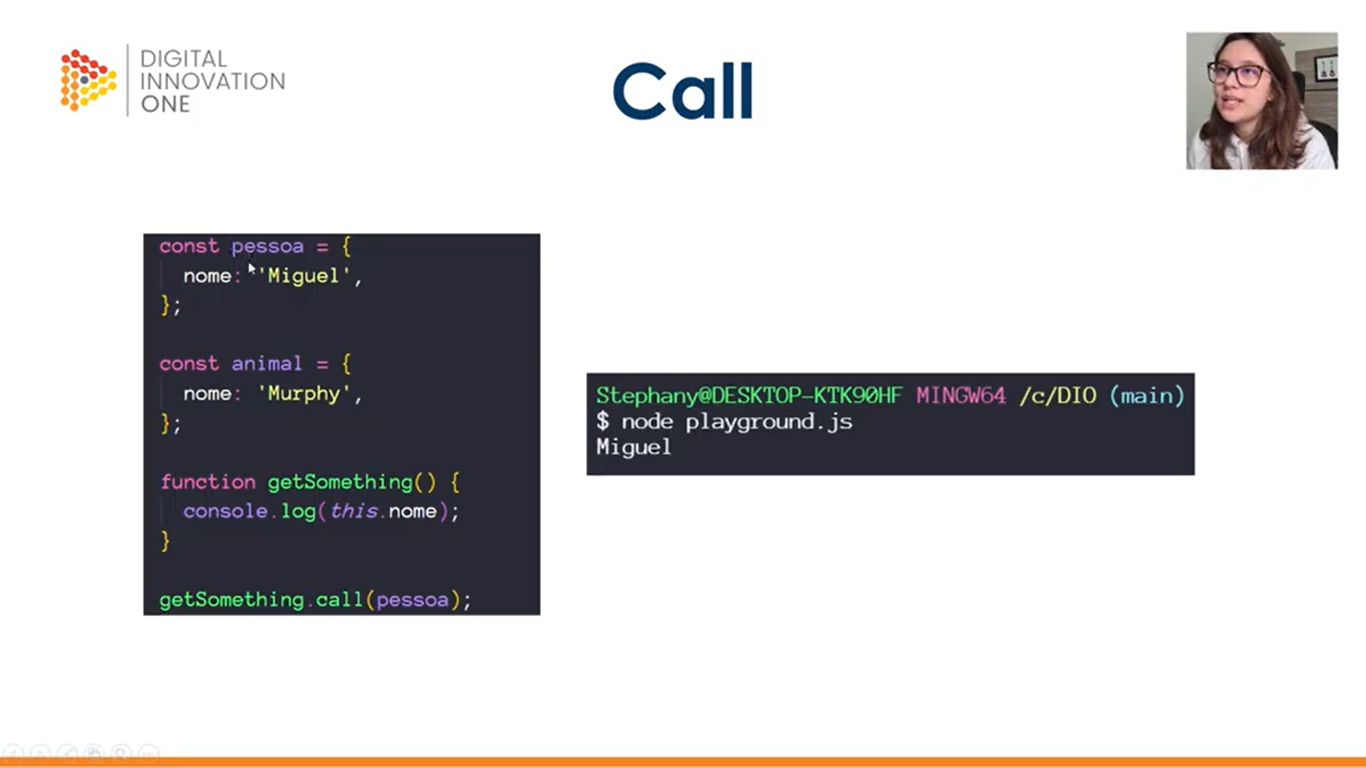 DIGITAL
INNOVATION
ONE
Call
const pessoa = {
nome: 'Miguel',
};
const animal = {
nome: 'Murphy',
};
function getSomething() {
console.log(this.nome);
}
getSomething.call(pessoa);
Stephany@DESKTOP-KTK90HF MINGW64 /c/DIO (main)
$ node playground.js
Miguel